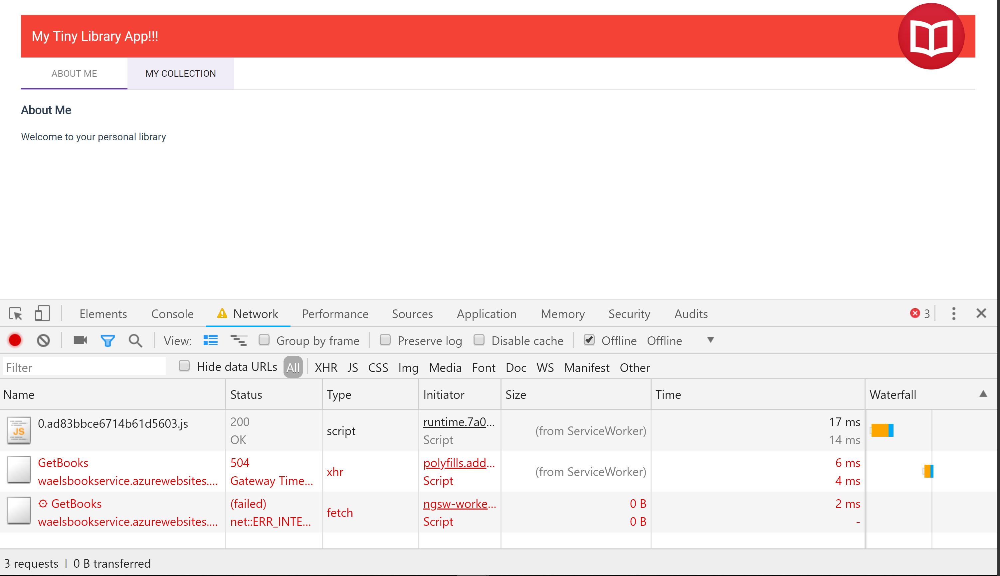 My Tiny Library App!!!
ABOUT ME MY COLLECTION
About Me
Welcome to your personal library
Elements Console Network Performance Sources Application Memory Security Audits 3
View: Group by frame Preserve log Disable cache Offline Offline
Filter Hide data URLs All XHR JS CSS Img Media Font Doc WS Manifest Other
Name Status Type Initiator Size Time Waterfall
JS 0.ad83bbce6714b61d5603.js 200 OK script runtime.7a0... Script (from ServiceWorker) 17 ms 14 ms
GetBooks waelsbookservice.azurewebsites.... 504 Gateway Time... xhr polyfills.add... Script (from ServiceWorker) 6 ms 4 ms
GetBooks waelsbookservice.azurewebsites.... (failed) net::ERR_INTE... fetch ngsw-worke... Script 0 B 0 B 2 ms -
3 requests | 0 B transferred